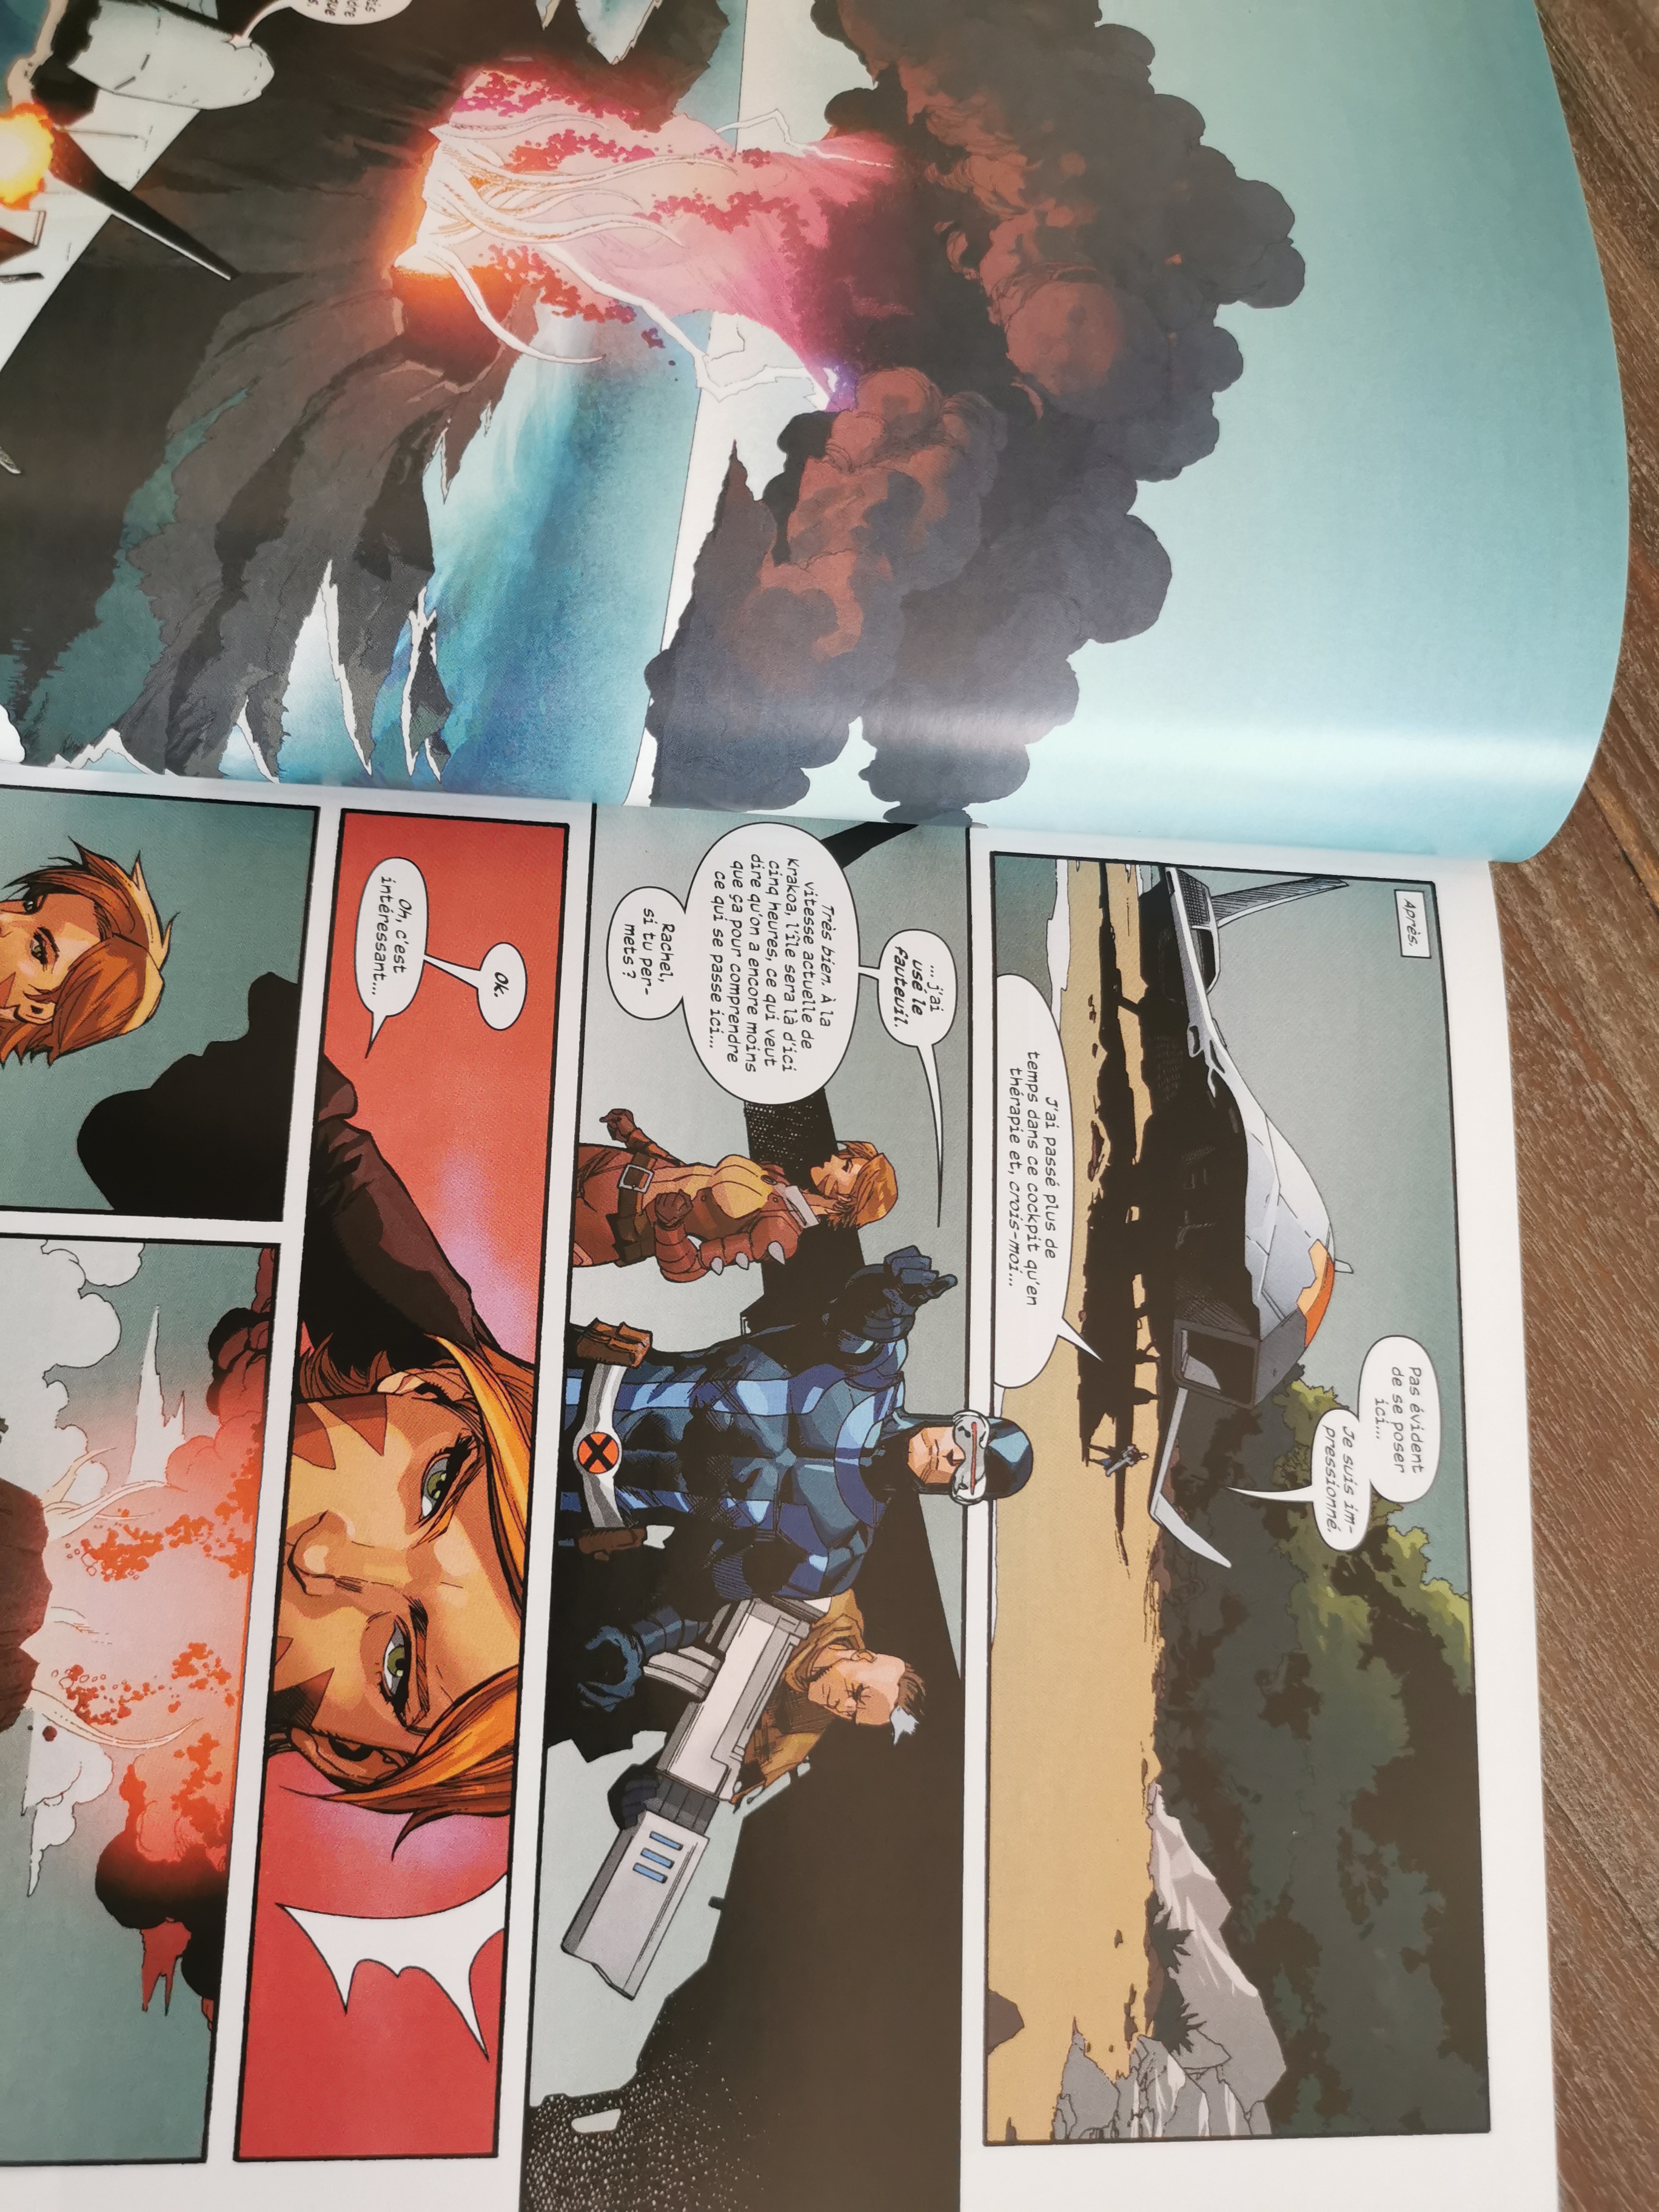 Après.
Pas évident
de se poser
ici...
Je suis im-
pressionné.
J'ai passé plus de
temps dans ce cockpit qu'en
thérapie et, crois-moi...
... j'ai
usé le
fauteuil.
Très bien. À la
vitesse actuelle de
Krakoa, l'île sera là d'ici
cinq heures, ce qui veut
dire qu'on a encore moins
que ça pour comprendre
ce qui se passe ici...
Rachel,
si tu per-
mets ?
Ok.
Oh, c'est
intéressant...